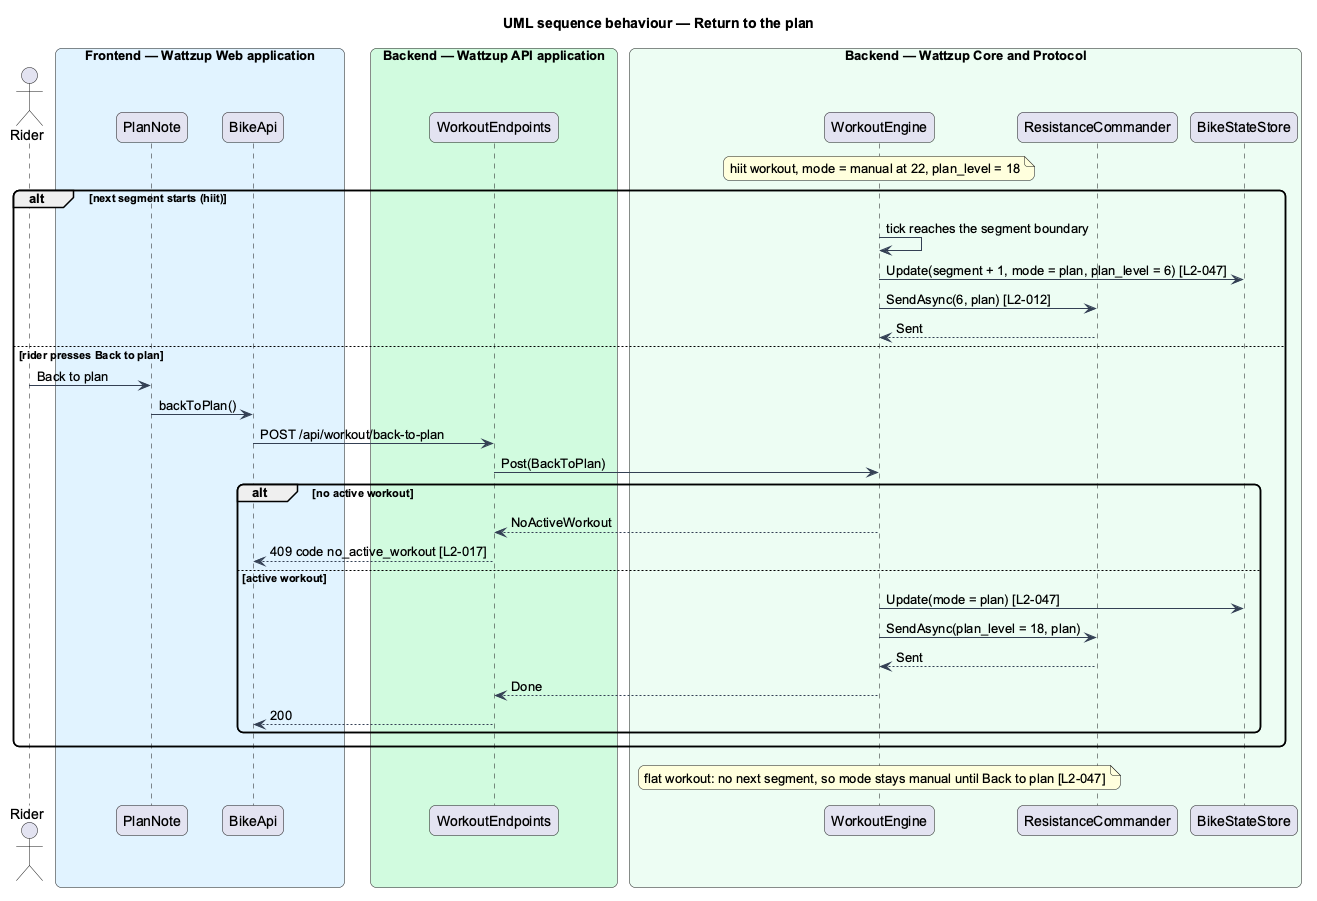 UML sequence behaviour — Return to the plan
Frontend — Wattzup Web application
Backend — Wattzup API application
Backend — Wattzup Core and Protocol
Rider
PlanNote
BikeApi
WorkoutEndpoints
WorkoutEngine
ResistanceCommander
BikeStateStore
hiit workout, mode = manual at 22, plan_level = 18
alt
[next segment starts (hiit)]
tick reaches the segment boundary
Update(segment + 1, mode = plan, plan_level = 6) [L2-047]
SendAsync(6, plan) [L2-012]
Sent
[rider presses Back to plan]
Back to plan
backToPlan()
POST /api/workout/back-to-plan
Post(BackToPlan)
alt
[no active workout]
NoActiveWorkout
409 code no_active_workout [L2-017]
[active workout]
Update(mode = plan) [L2-047]
SendAsync(plan_level = 18, plan)
Sent
Done
200
flat workout: no next segment, so mode stays manual until Back to plan [L2-047]
Rider
PlanNote
BikeApi
WorkoutEndpoints
WorkoutEngine
ResistanceCommander
BikeStateStore